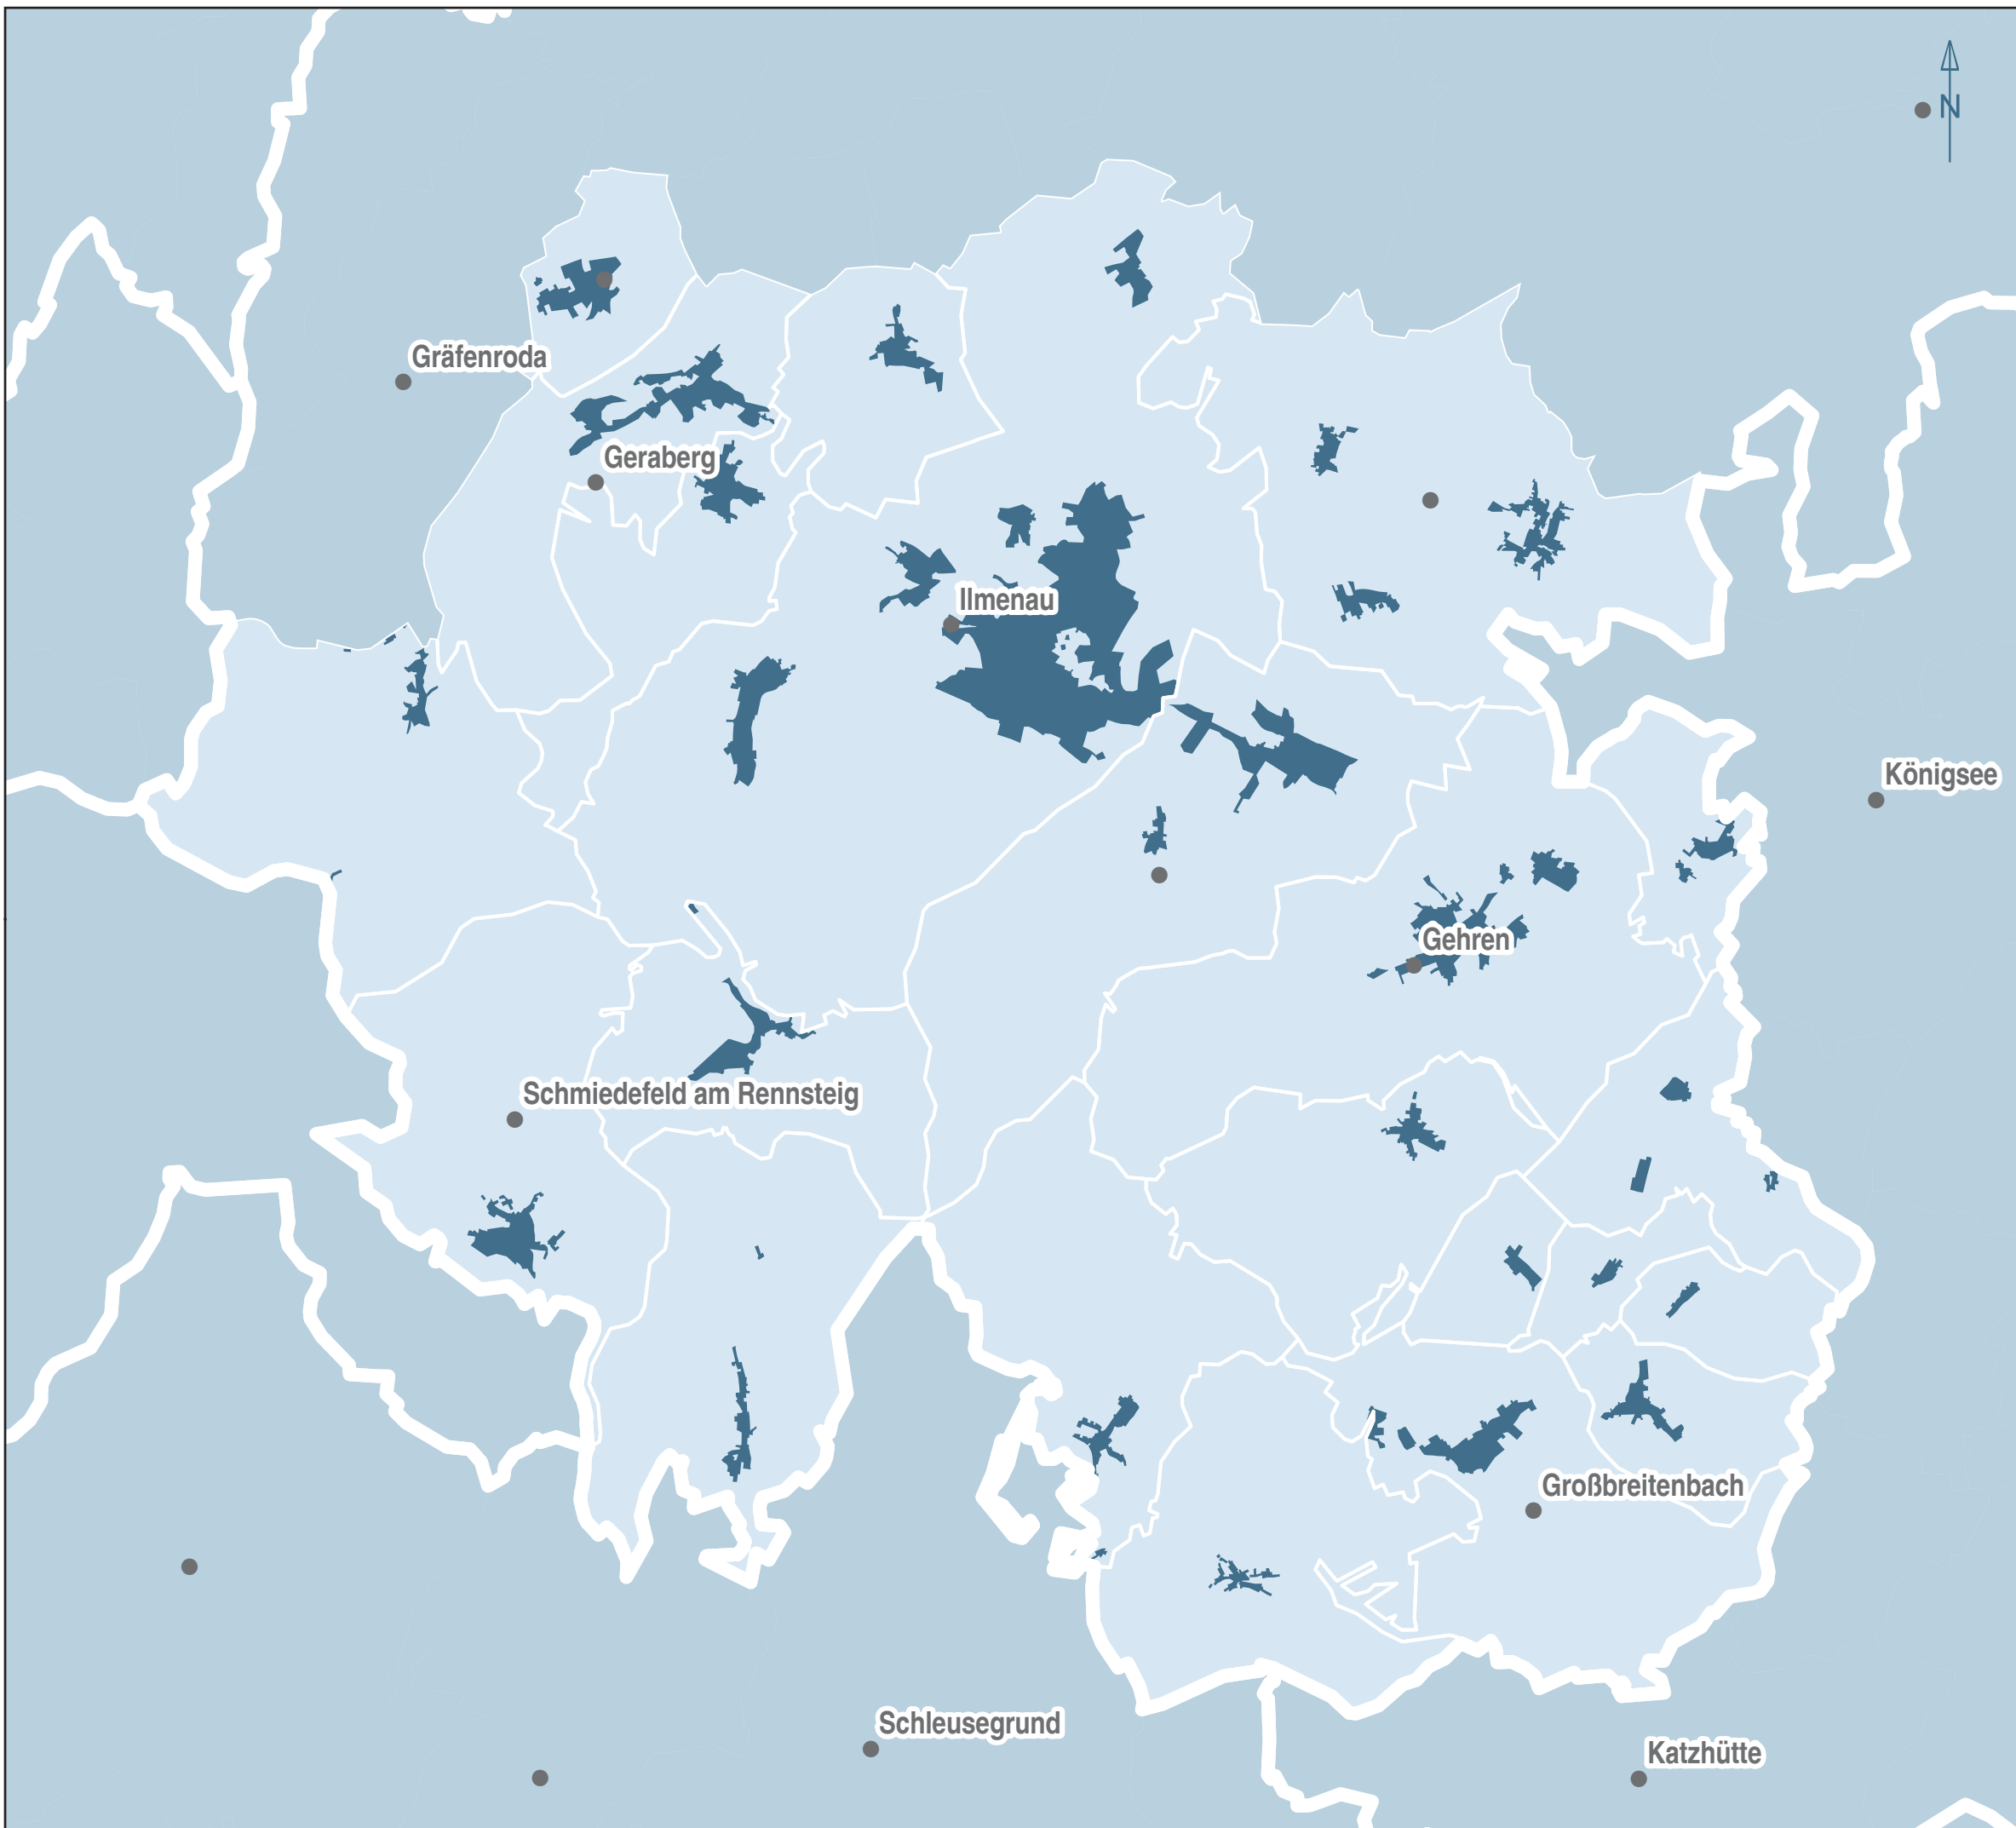 N
Gräfenroda
Geraberg
Ilmenau
Königsee
Gehren
Schmiedefeld am Rennsteig
Großbreitenbach
Schleusegrund
Katzhütte